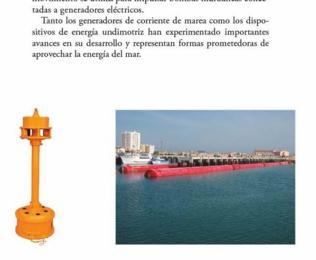 tadas a generadores eléctricos.
Tanto los generadores de corriente de marea como los dispo-
sitivos de energía undimotriz han experimentado importantes
avances en su desarrollo y representan formas prometedoras de
aprovechar la energía del mar.